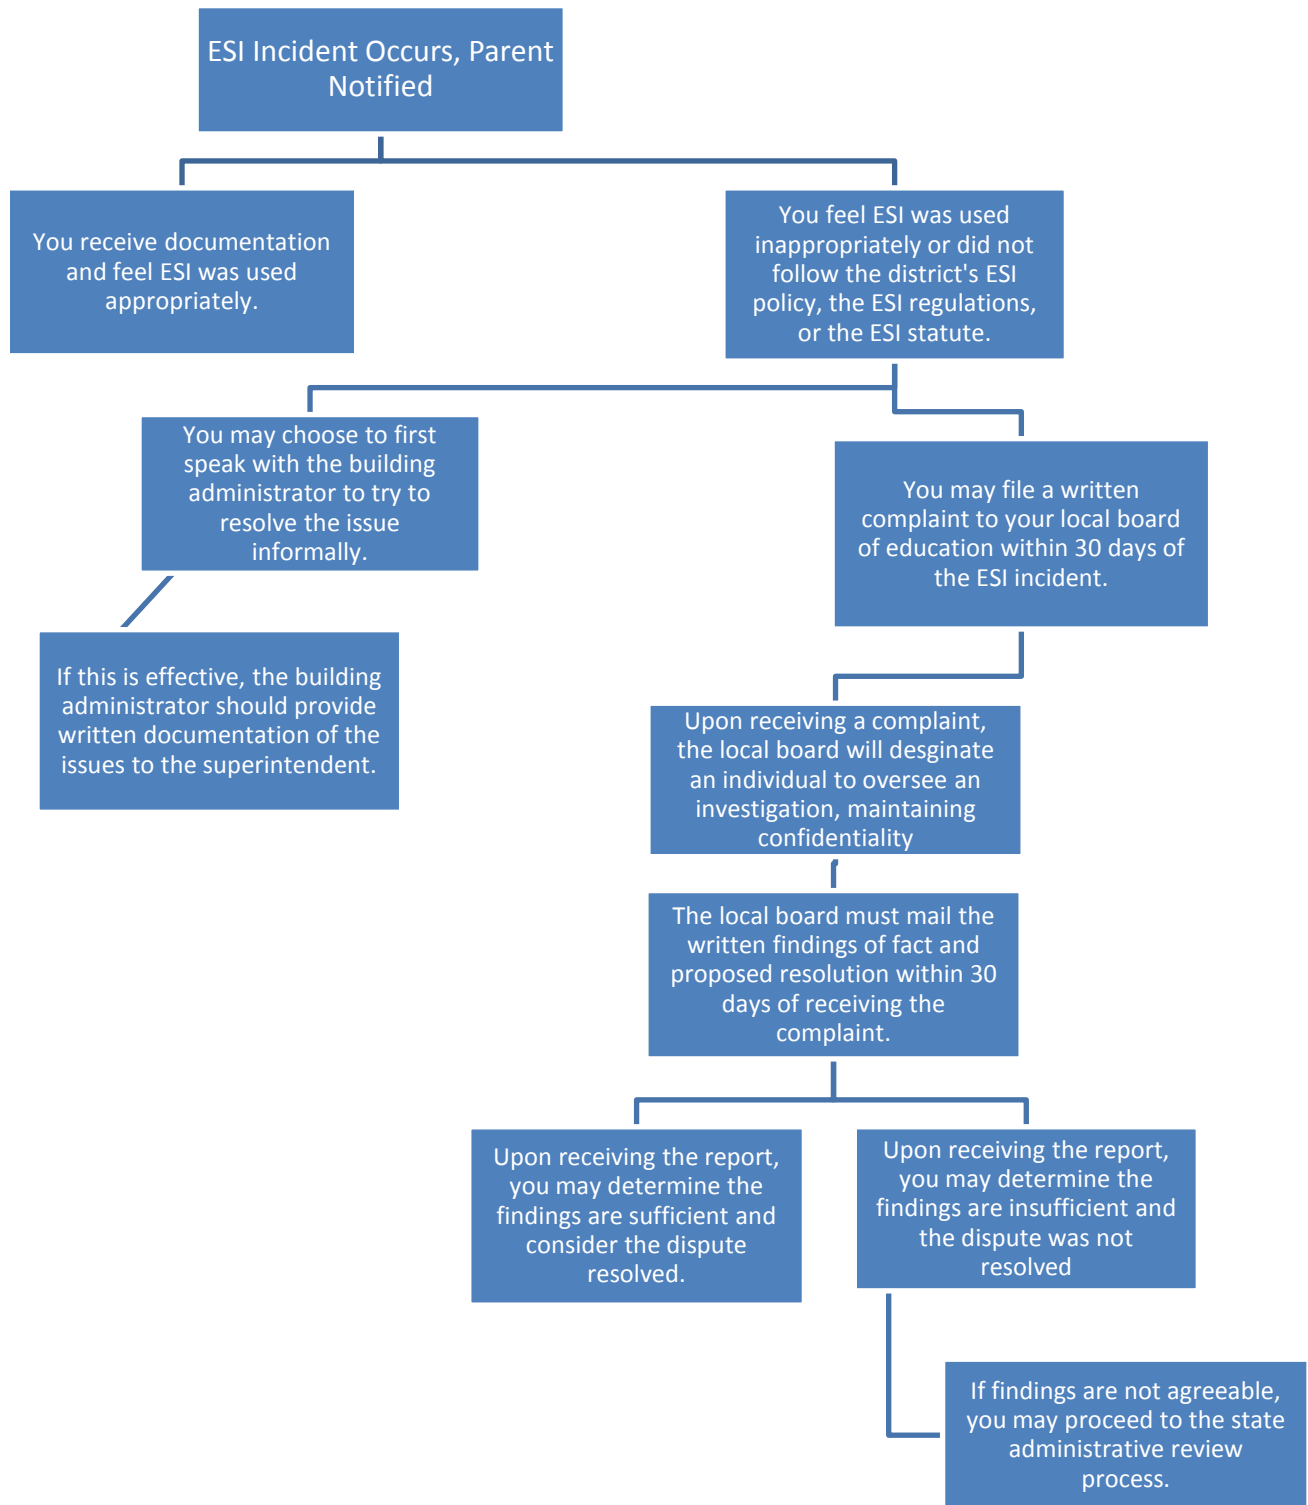 ESI Incident Occurs, Parent
Notified
You receive documentation
and feel ESI was used
appropriately.
You feel ESI was used
inappropriately or did not
follow the district's ESI
policy, the ESI regulations,
or the ESI statute.
You may choose to first
speak with the building
administrator to try to
resolve the issue
informally.
You may file a written
complaint to your local board
of education within 30 days of
the ESI incident.
If this is effective, the building
administrator should provide
written documentation of the
issues to the superintendent.
Upon receiving a complaint,
the local board will desginate
an individual to oversee an
investigation, maintaining
confidentiality
The local board must mail the
written findings of fact and
proposed resolution within 30
days of receiving the
complaint.
Upon receiving the report,
you may determine the
findings are sufficient and
consider the dispute
resolved.
Upon receiving the report,
you may determine the
findings are insufficient and
the dispute was not
resolved
If findings are not agreeable,
you may proceed to the state
administrative review
process.